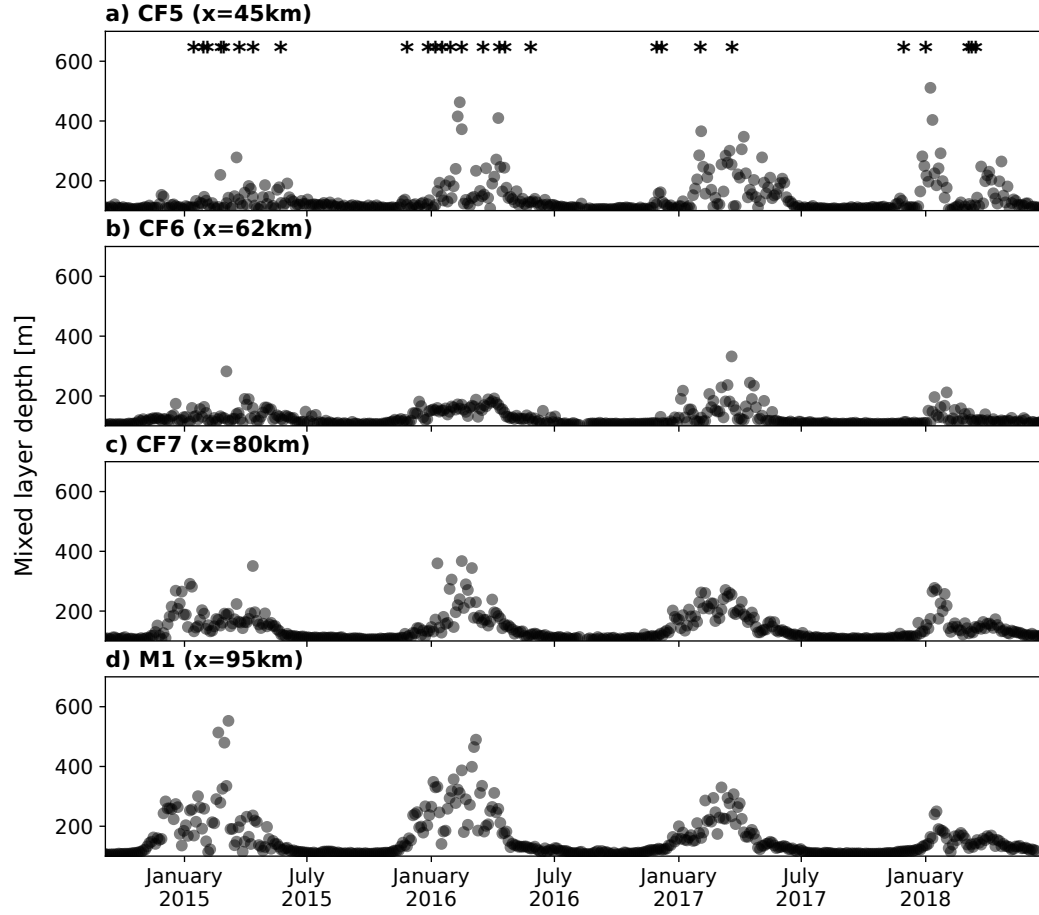 a) CF5 (x=45km)
* * * * * * * * * * * * * * * * * * * * * * * * * * * * *
600
400
200
b) CF6 (x=62km)
600
400
200
c) CF7 (x=80km)
600
400
200
d) M1 (x=95km)
600
400
200
Mixed layer depth [m]
January July January July January July January
2015 2015 2016 2016 2017 2017 2018